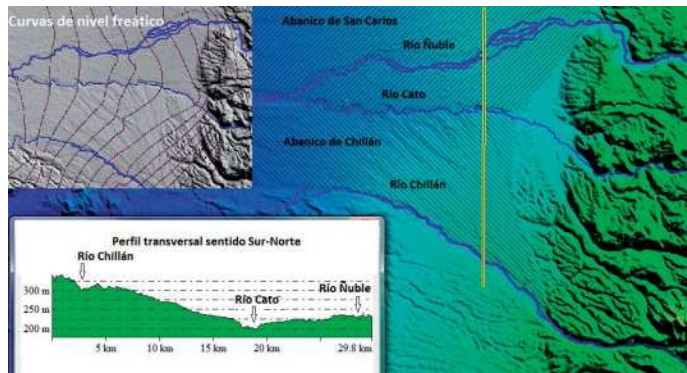 Curvas de nivel freático
Abanico de San Carlos
Río Ñuble
Río Cato
Abanico de Chillán
Río Chillán
Perfil transversal sentido Sur-Norte
Río Chillán
Río Cato
Río Ñuble
300 m
250 m
200 m
5 km
10 km
15 km
20 km
29.8 km